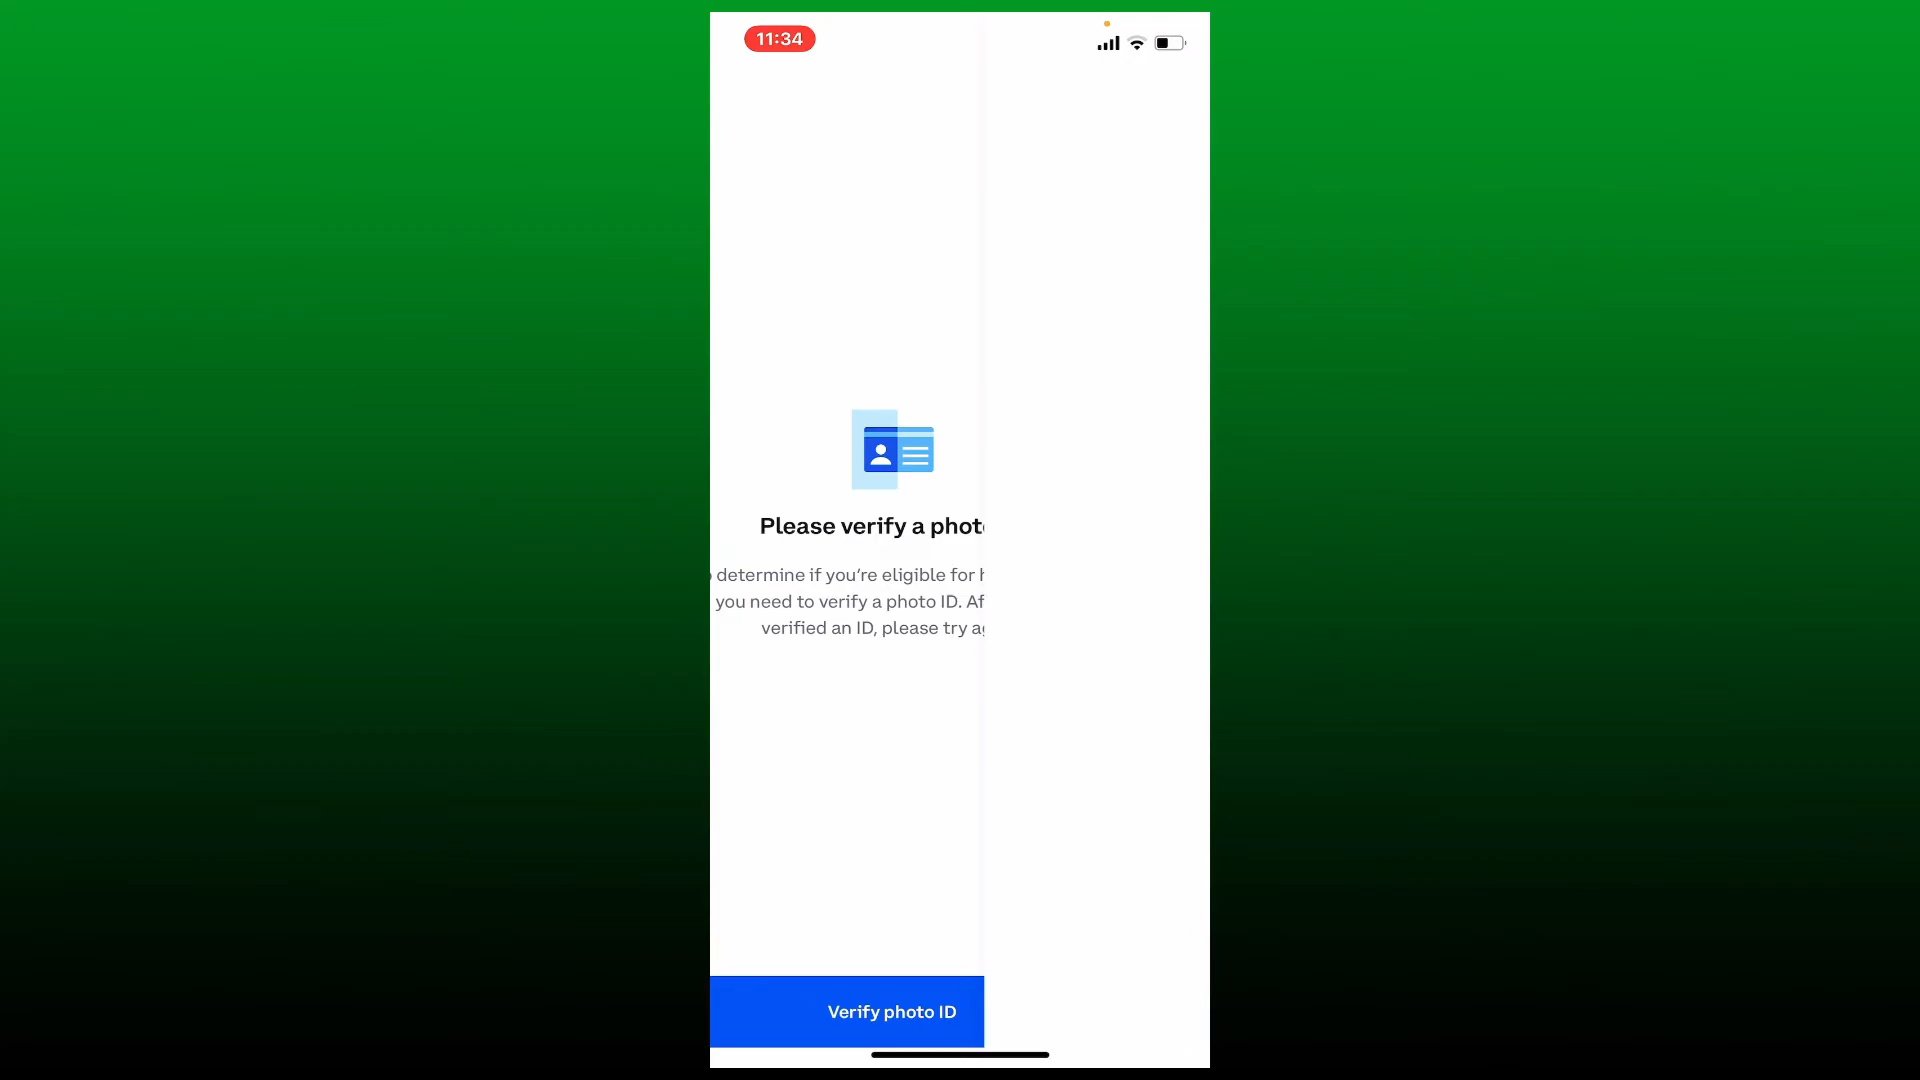 11:34
Please verify a phot
determine if you're eligible for
you need to verify a photo ID. Af
verified an ID, please try ag
Verify photo ID